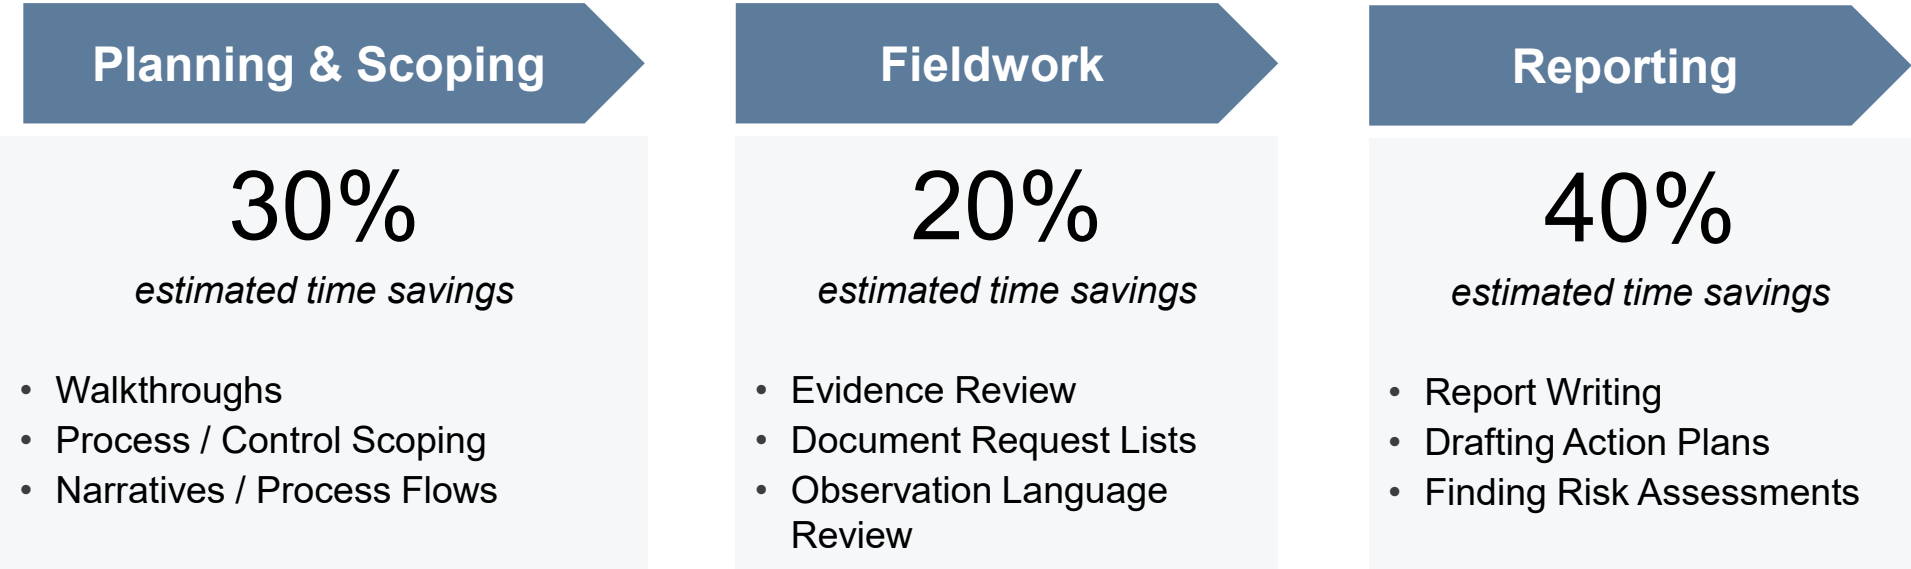 Planning & Scoping
30%
estimated time savings
• Walkthroughs
• Process / Control Scoping
• Narratives / Process Flows
Fieldwork
20%
estimated time savings
• Evidence Review
• Document Request Lists
• Observation Language
Review
Reporting
40%
estimated time savings
• Report Writing
• Drafting Action Plans
• Finding Risk Assessments